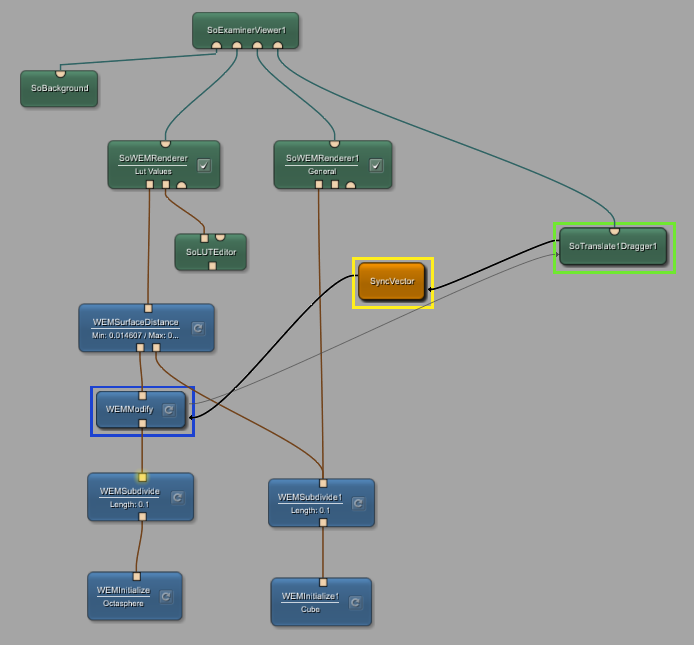 SoExaminerViewer1
SoBackground
SoWEMRenderer
Lut Values
SoWEMRenderer1
General
SoLUTEditor
SoTranslate1Dragger1
SyncVector
WEMSurfaceDistance
Min: 0.014607 / Max: 0...
WEMModify
WEMSubdivide
Length: 0.1
WEMSubdivide1
Length: 0.1
WEMInitialize
Octasphere
WEMInitialize1
Cube